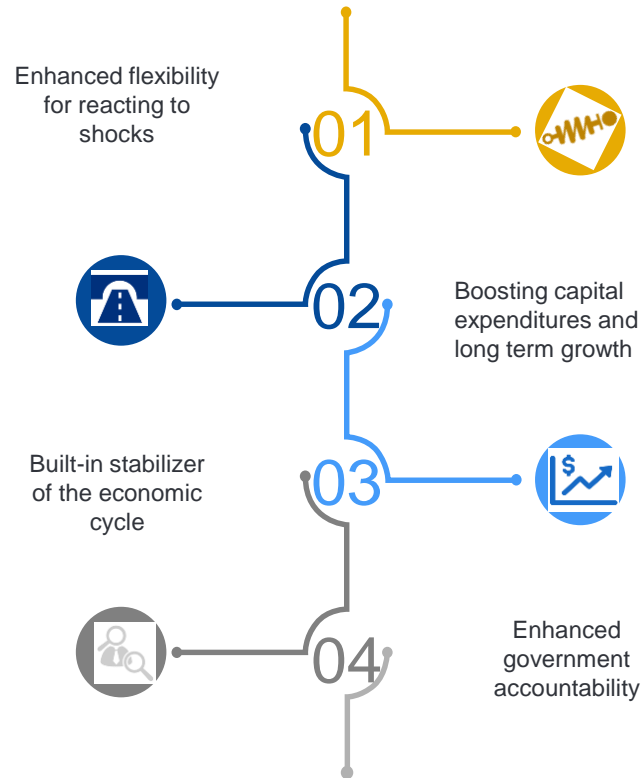 Enhanced flexibility
for reacting to
shocks
01
02
Boosting capital
expenditures and
long term growth
Built-in stabilizer
of the economic
cycle
03
$
04
Enhanced
government
accountability